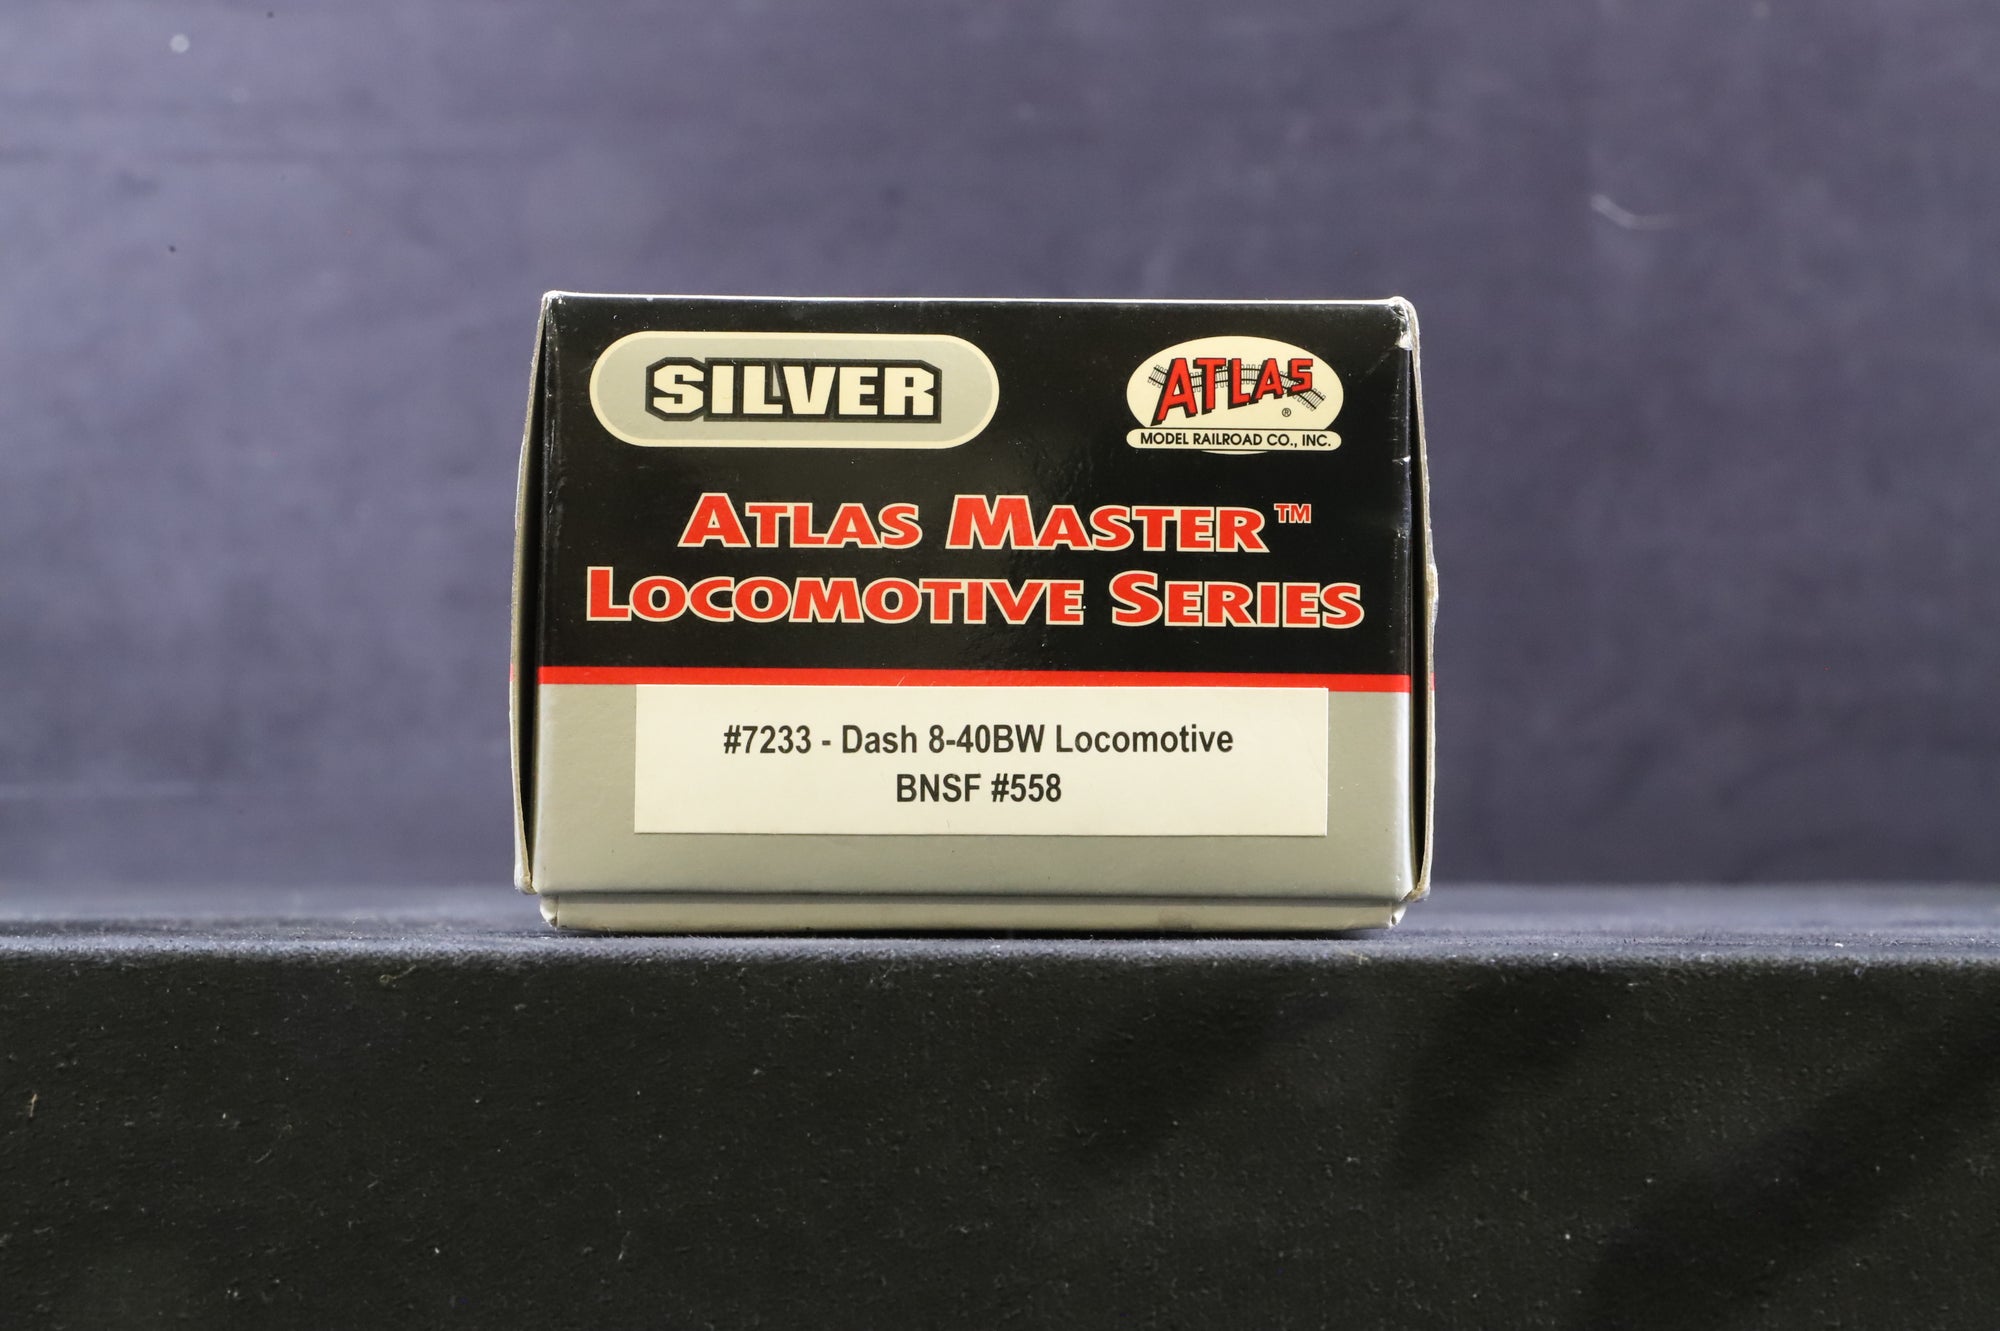 SILVER
ATLAS ®
MODEL RAILROAD CO., INC.
ATLAS MASTER™
LOCOMOTIVE SERIES
#7233 - Dash 8-40BW Locomotive
BNSF #558